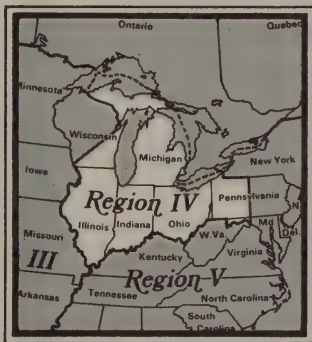 Ontario
Quebec
Minnesota
Wisconsin
Michigan
New York
Iowa
Region IV
Pennsylvania
Illinois
Indiana
Ohio
N.
Md.
Del.
W.Va.
Missouri
Virginia
Kentucky
III
Region V
Arkansas
Tennessee
North Carolina
South
Carolina